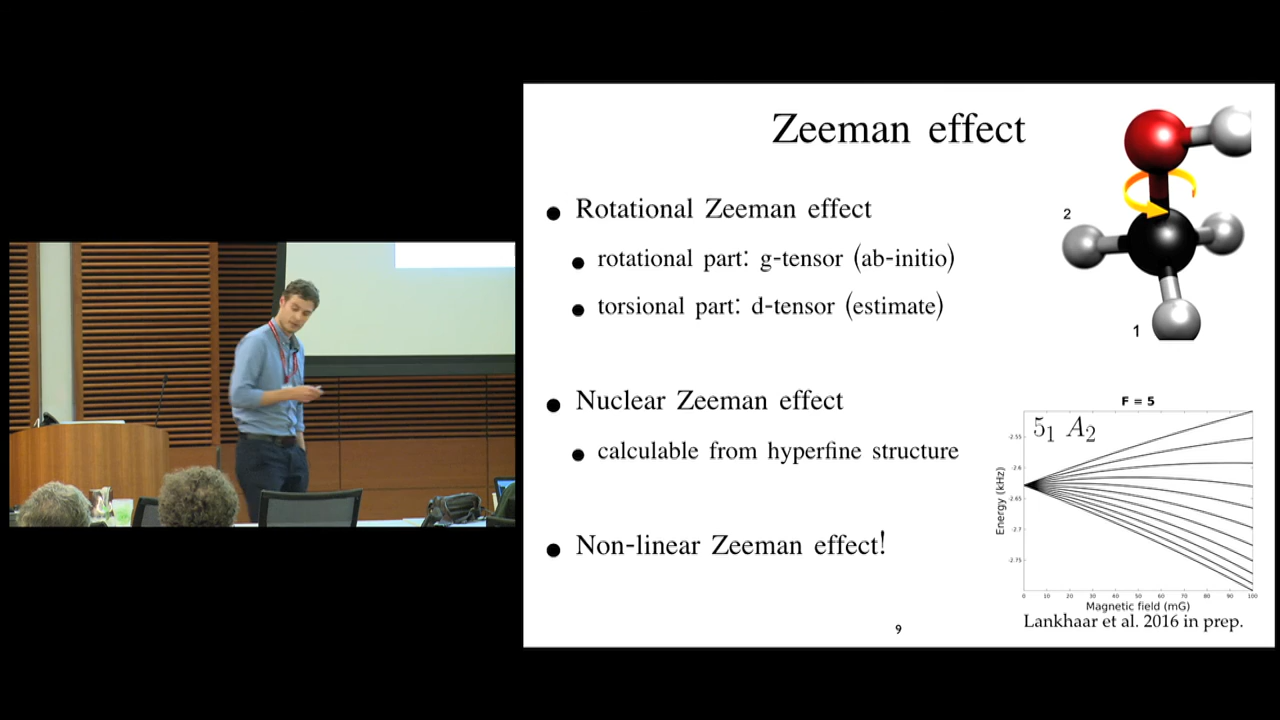 Zeeman effect
• Rotational Zeeman effect
• rotational part: g-tensor (ab-initio)
• torsional part: d-tensor (estimate)
• Nuclear Zeeman effect
• calculable from hyperfine structure
• Non-linear Zeeman effect!
2
1
F = 5
5₁ A₂
Energy (kHz)
-2.55
-2.6
-2.65
-2.7
-2.75
0 10 20 30 40 50 60 70 80 90 100
Magnetic field (mG)
Lankhaar et al. 2016 in prep.
9